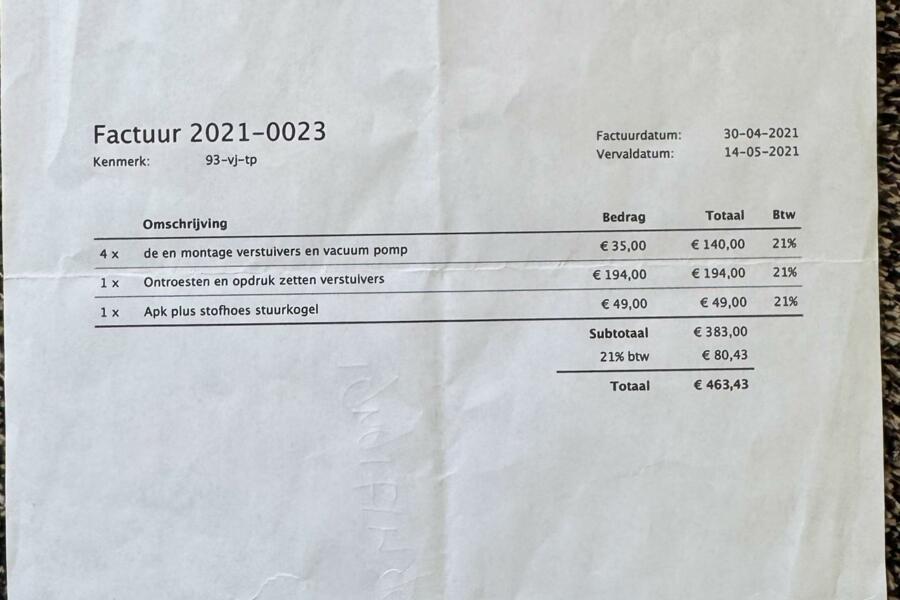 Factuur 2021-0023
Kenmerk: 93-vj-tp
Factuurdatum: 30-04-2021
Vervaldatum: 14-05-2021
Omschrijving Bedrag Totaal Btw
4 x de en montage verstuivers en vacuum pomp € 35,00 € 140,00 21%
1 x Ontroesten en opdruk zetten verstuivers € 194,00 € 194,00 21%
1 x Apk plus stofhoes stuurkogel € 49,00 € 49,00 21%
Subtotaal € 383,00
21% btw € 80,43
Totaal € 463,43